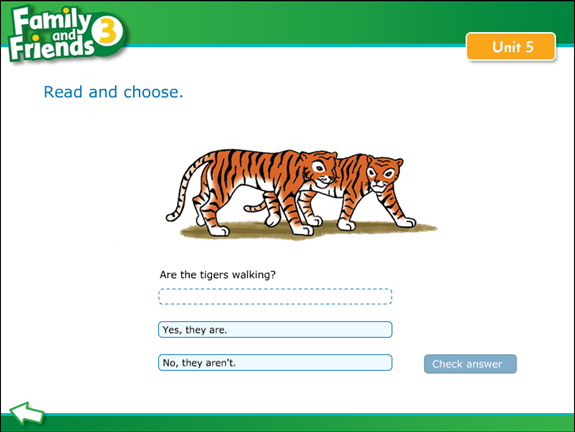 Family
and
Friends 3
Unit 5
Read and choose.
Are the tigers walking?
Yes, they are.
No, they aren't.
Check answer